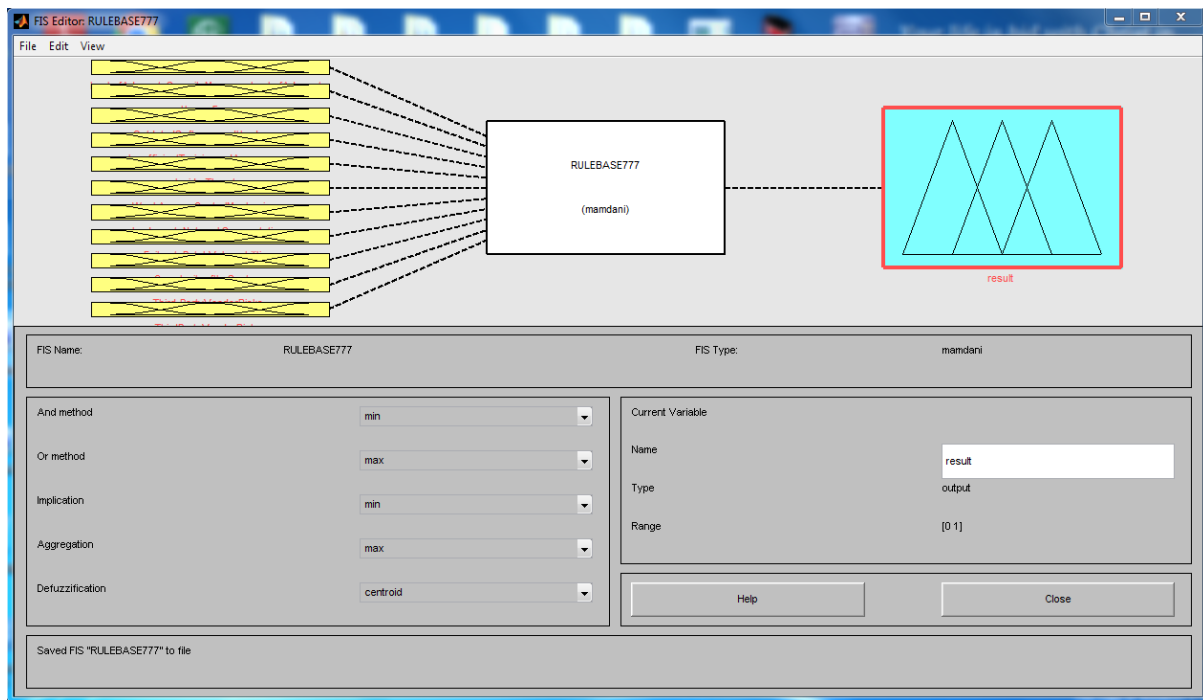 FIS Editor: RULEBASE777
File Edit View
RULEBASE777
(mamdani)
result
FIS Name: RULEBASE777 FIS Type: mamdani
And method min
Or method max
Implication min
Aggregation max
Defuzzification centroid
Current Variable
Name result
Type output
Range [0 1]
Help Close
Saved FIS "RULEBASE777" to file